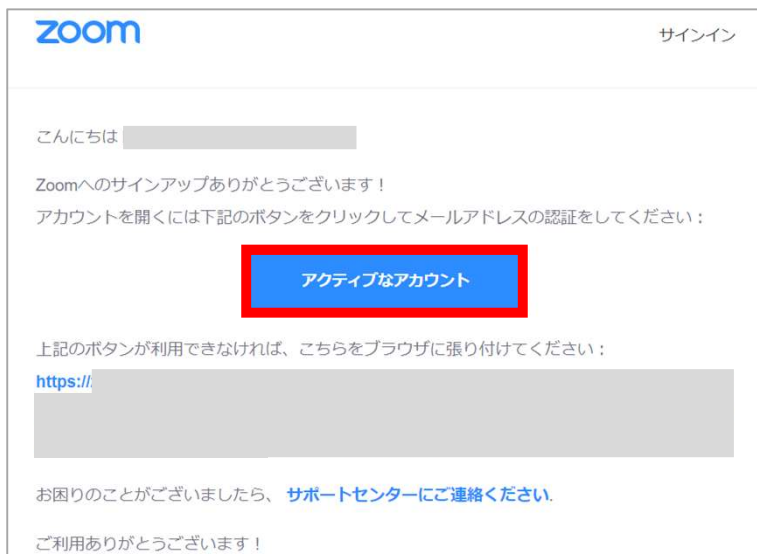 zoom
サインイン
こんにちは
Zoomへのサインアップありがとうございます！
アカウントを開くには下記のボタンをクリックしてメールアドレスの認証をしてください：
アクティブなアカウント
上記のボタンが利用できなければ、こちらをブラウザに張り付けてください：
https://
お困りのことがございましたら、 サポートセンターにご連絡ください.
ご利用ありがとうございます！